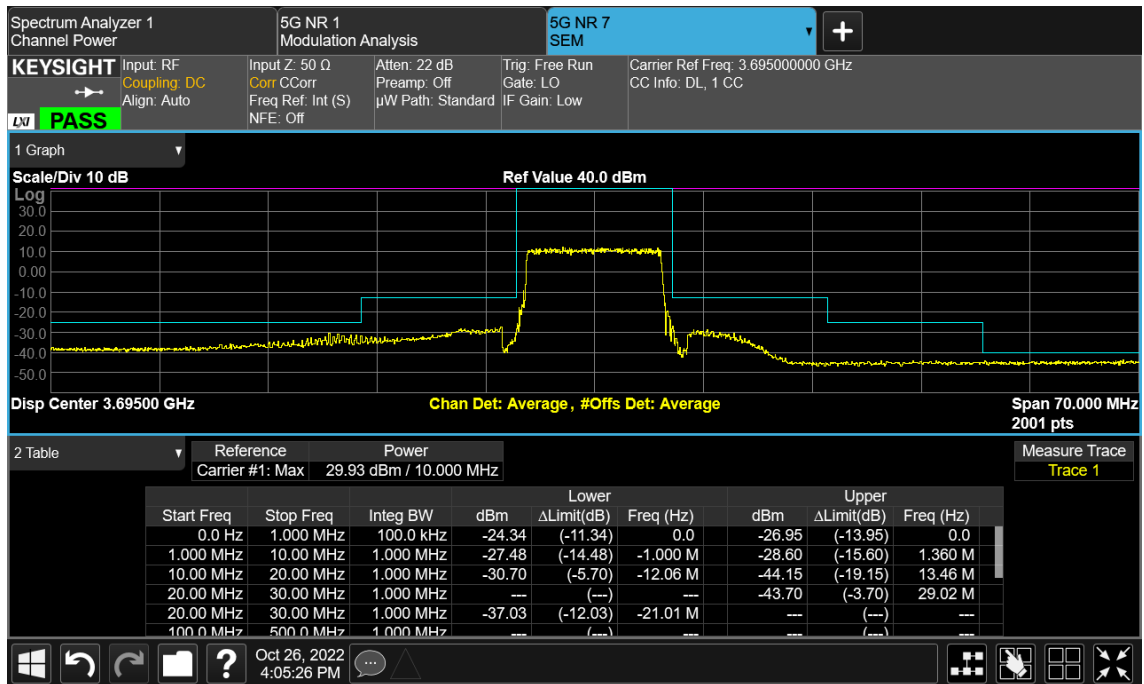 Spectrum Analyzer 1
Channel Power
5G NR 1
Modulation Analysis
5G NR 7
SEM
KEYSIGHT
LXI
PASS
Input: RF
Coupling: DC
Align: Auto
Input Z: 50 Ω
Corr CCorr
Freq Ref: Int (S)
NFE: Off
Atten: 22 dB
Preamp: Off
µW Path: Standard
Trig: Free Run
Gate: LO
IF Gain: Low
Carrier Ref Freq: 3.695000000 GHz
CC Info: DL, 1 CC
1 Graph
Scale/Div 10 dB
Ref Value 40.0 dBm
Log
30.0
20.0
10.0
0.00
-10.0
-20.0
-30.0
-40.0
-50.0
Disp Center 3.69500 GHz
Chan Det: Average, #Offs Det: Average
Span 70.000 MHz
2001 pts
2 Table
Reference Power
Carrier #1: Max 29.93 dBm / 10.000 MHz
Measure Trace
Trace 1
Lower Upper
Start Freq Stop Freq Integ BW dBm ΔLimit(dB) Freq (Hz) dBm ΔLimit(dB) Freq (Hz)
0.0 Hz 1.000 MHz 100.0 kHz -24.34 (-11.34) 0.0 -26.95 (-13.95) 0.0
1.000 MHz 10.00 MHz 1.000 MHz -27.48 (-14.48) -1.000 M -28.60 (-15.60) 1.360 M
10.00 MHz 20.00 MHz 1.000 MHz -30.70 (-5.70) -12.06 M -44.15 (-19.15) 13.46 M
20.00 MHz 30.00 MHz 1.000 MHz --- (---) --- -43.70 (-3.70) 29.02 M
20.00 MHz 30.00 MHz 1.000 MHz -37.03 (-12.03) -21.01 M --- (---) ---
100.0 MHz 500.0 MHz 1.000 MHz --- (---) --- --- (---) ---
?
Oct 26, 2022
4:05:26 PM